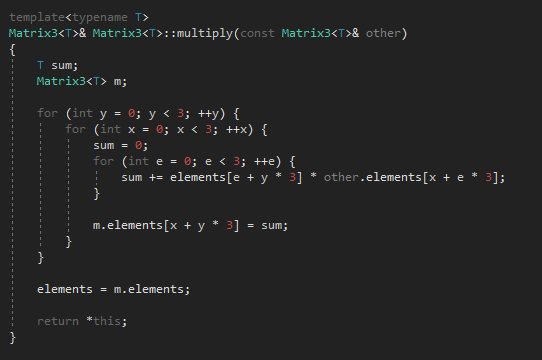 template<typename T>
Matrix3<T>& Matrix3<T>::multiply(const Matrix3<T>& other)
{
    T sum;
    Matrix3<T> m;

    for (int y = 0; y < 3; ++y) {
        for (int x = 0; x < 3; ++x) {
            sum = 0;
            for (int e = 0; e < 3; ++e) {
                sum += elements[e + y * 3] * other.elements[x + e * 3];
            }

            m.elements[x + y * 3] = sum;
        }
    }

    elements = m.elements;

    return *this;
}